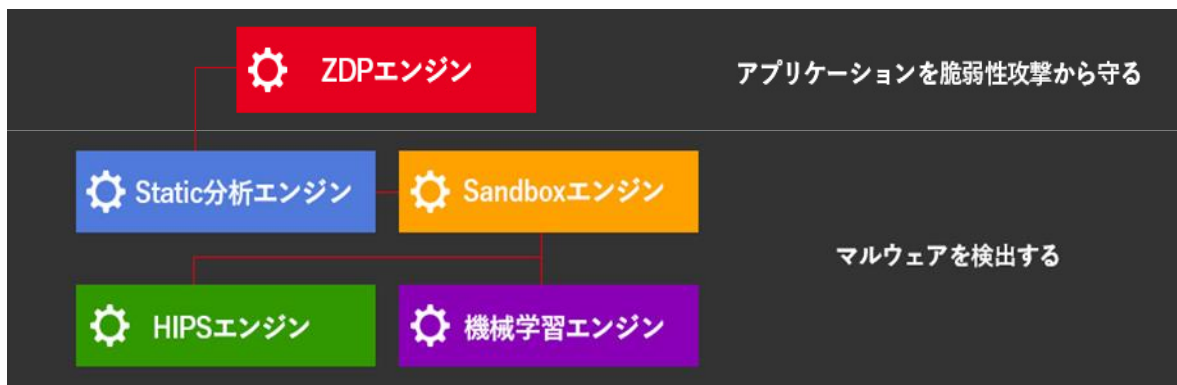 ZDPエンジン
アプリケーションを脆弱性攻撃から守る
Static分析エンジン
Sandboxエンジン
マルウェアを検出する
HIPSエンジン
機械学習エンジン